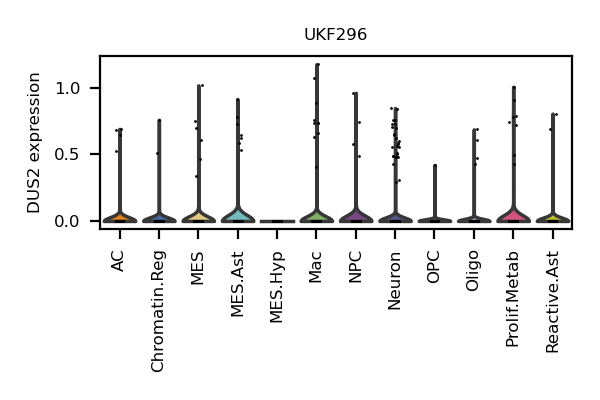 UKF296
DUS2 expression
1.0
0.5
0.0
AC
Chromatin.Reg
MES
MES.Ast
MES.Hyp
Mac
NPC
Neuron
OPC
Oligo
Prolif.Metab
Reactive.Ast